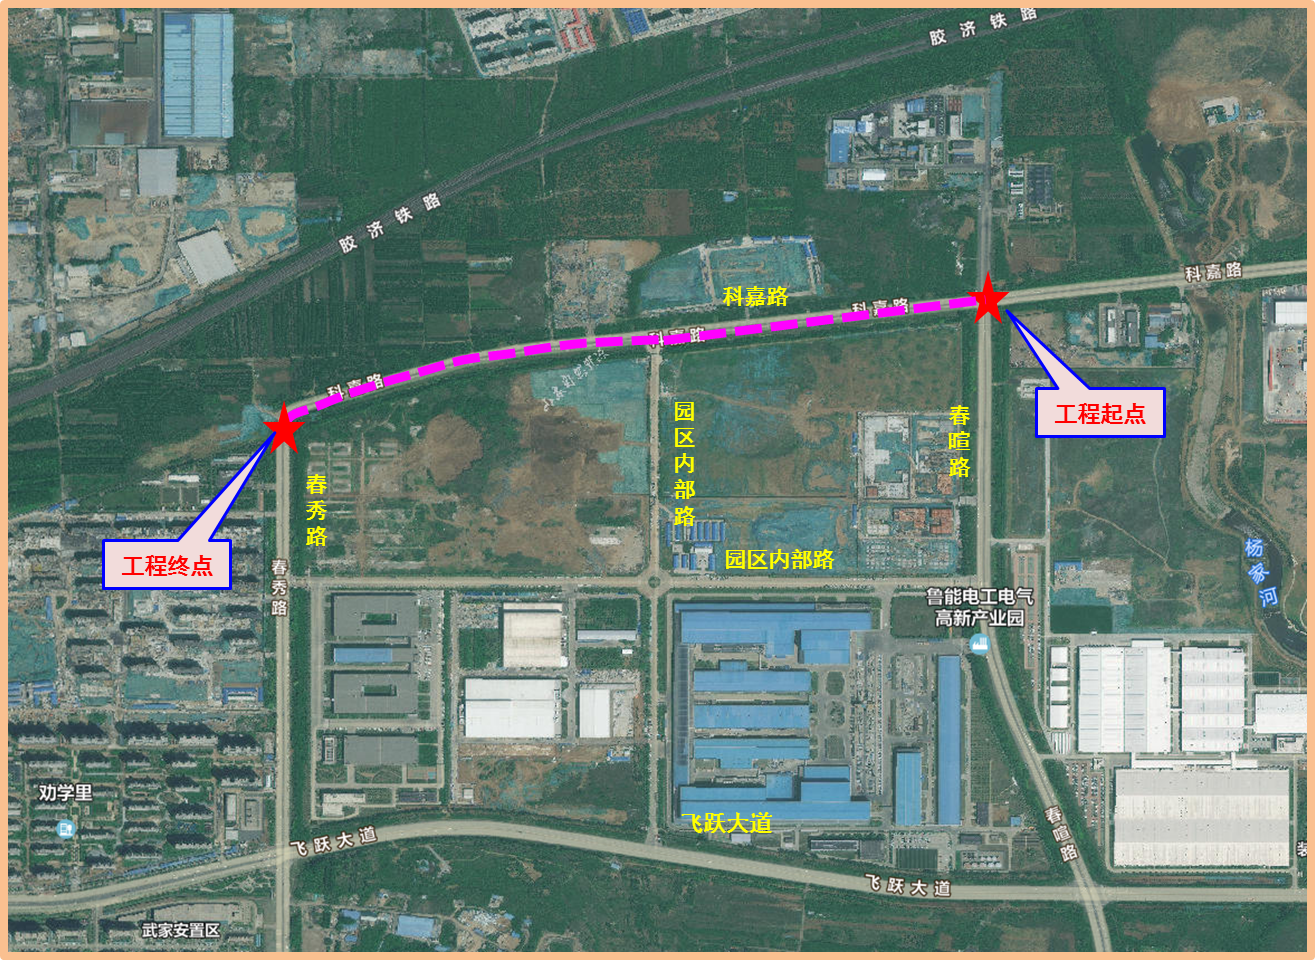 胶济铁路
胶济铁路
科嘉路
科嘉路
科嘉路
科嘉路
科嘉路
工程起点
园区内部路
春暄路
春秀路
工程终点
园区内部路
春秀路
杨家河
鲁能电工电气
高新产业园
劝学里
飞跃大道
飞跃大道
春暄路
飞跃大道
武家安置区
装